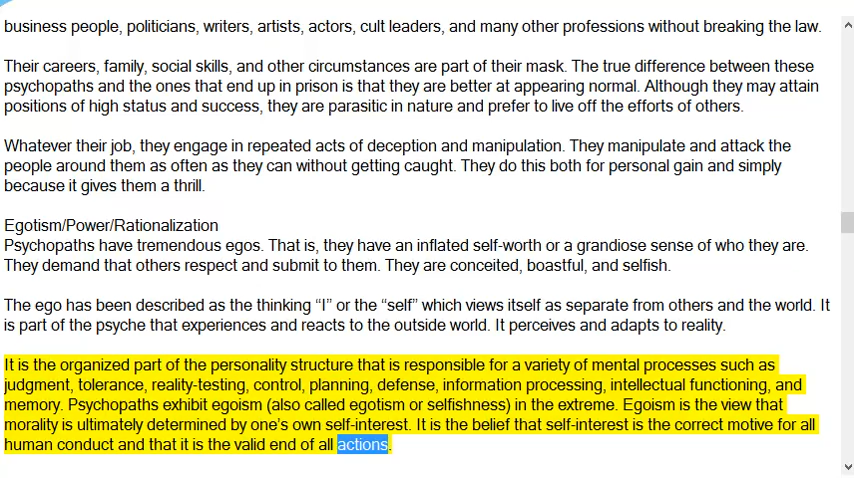 business people, politicians, writers, artists, actors, cult leaders, and many other professions without breaking the law.
Their careers, family, social skills, and other circumstances are part of their mask. The true difference between these
psychopaths and the ones that end up in prison is that they are better at appearing normal. Although they may attain
positions of high status and success, they are parasitic in nature and prefer to live off the efforts of others.
Whatever their job, they engage in repeated acts of deception and manipulation. They manipulate and attack the
people around them as often as they can without getting caught. They do this both for personal gain and simply
because it gives them a thrill.
Egotism/Power/Rationalization
Psychopaths have tremendous egos. That is, they have an inflated self-worth or a grandiose sense of who they are.
They demand that others respect and submit to them. They are conceited, boastful, and selfish.
The ego has been described as the thinking “I” or the “self” which views itself as separate from others and the world. It
is part of the psyche that experiences and reacts to the outside world. It perceives and adapts to reality.
It is the organized part of the personality structure that is responsible for a variety of mental processes such as
judgment, tolerance, reality-testing, control, planning, defense, information processing, intellectual functioning, and
memory. Psychopaths exhibit egoism (also called egotism or selfishness) in the extreme. Egoism is the view that
morality is ultimately determined by one’s own self-interest. It is the belief that self-interest is the correct motive for all
human conduct and that it is the valid end of all actions.